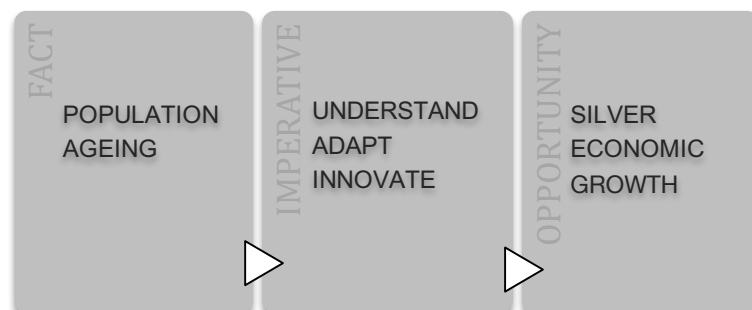 FACT
POPULATION
AGEING
IMPERATIVE
UNDERSTAND
ADAPT
INNOVATE
OPPORTUNITY
SILVER
ECONOMIC
GROWTH